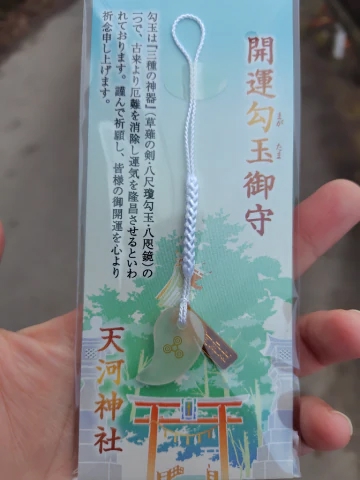 開運勾玉御守
まが たま
勾玉は『三種の神器』(草薙の剣・八尺瓊勾玉・八咫鏡)の
一つで、古来より厄難を消除し運気を隆昌させるといわ
れております。謹んで祈願し、皆様の御開運を心より
祈念申し上げます。
天河神社